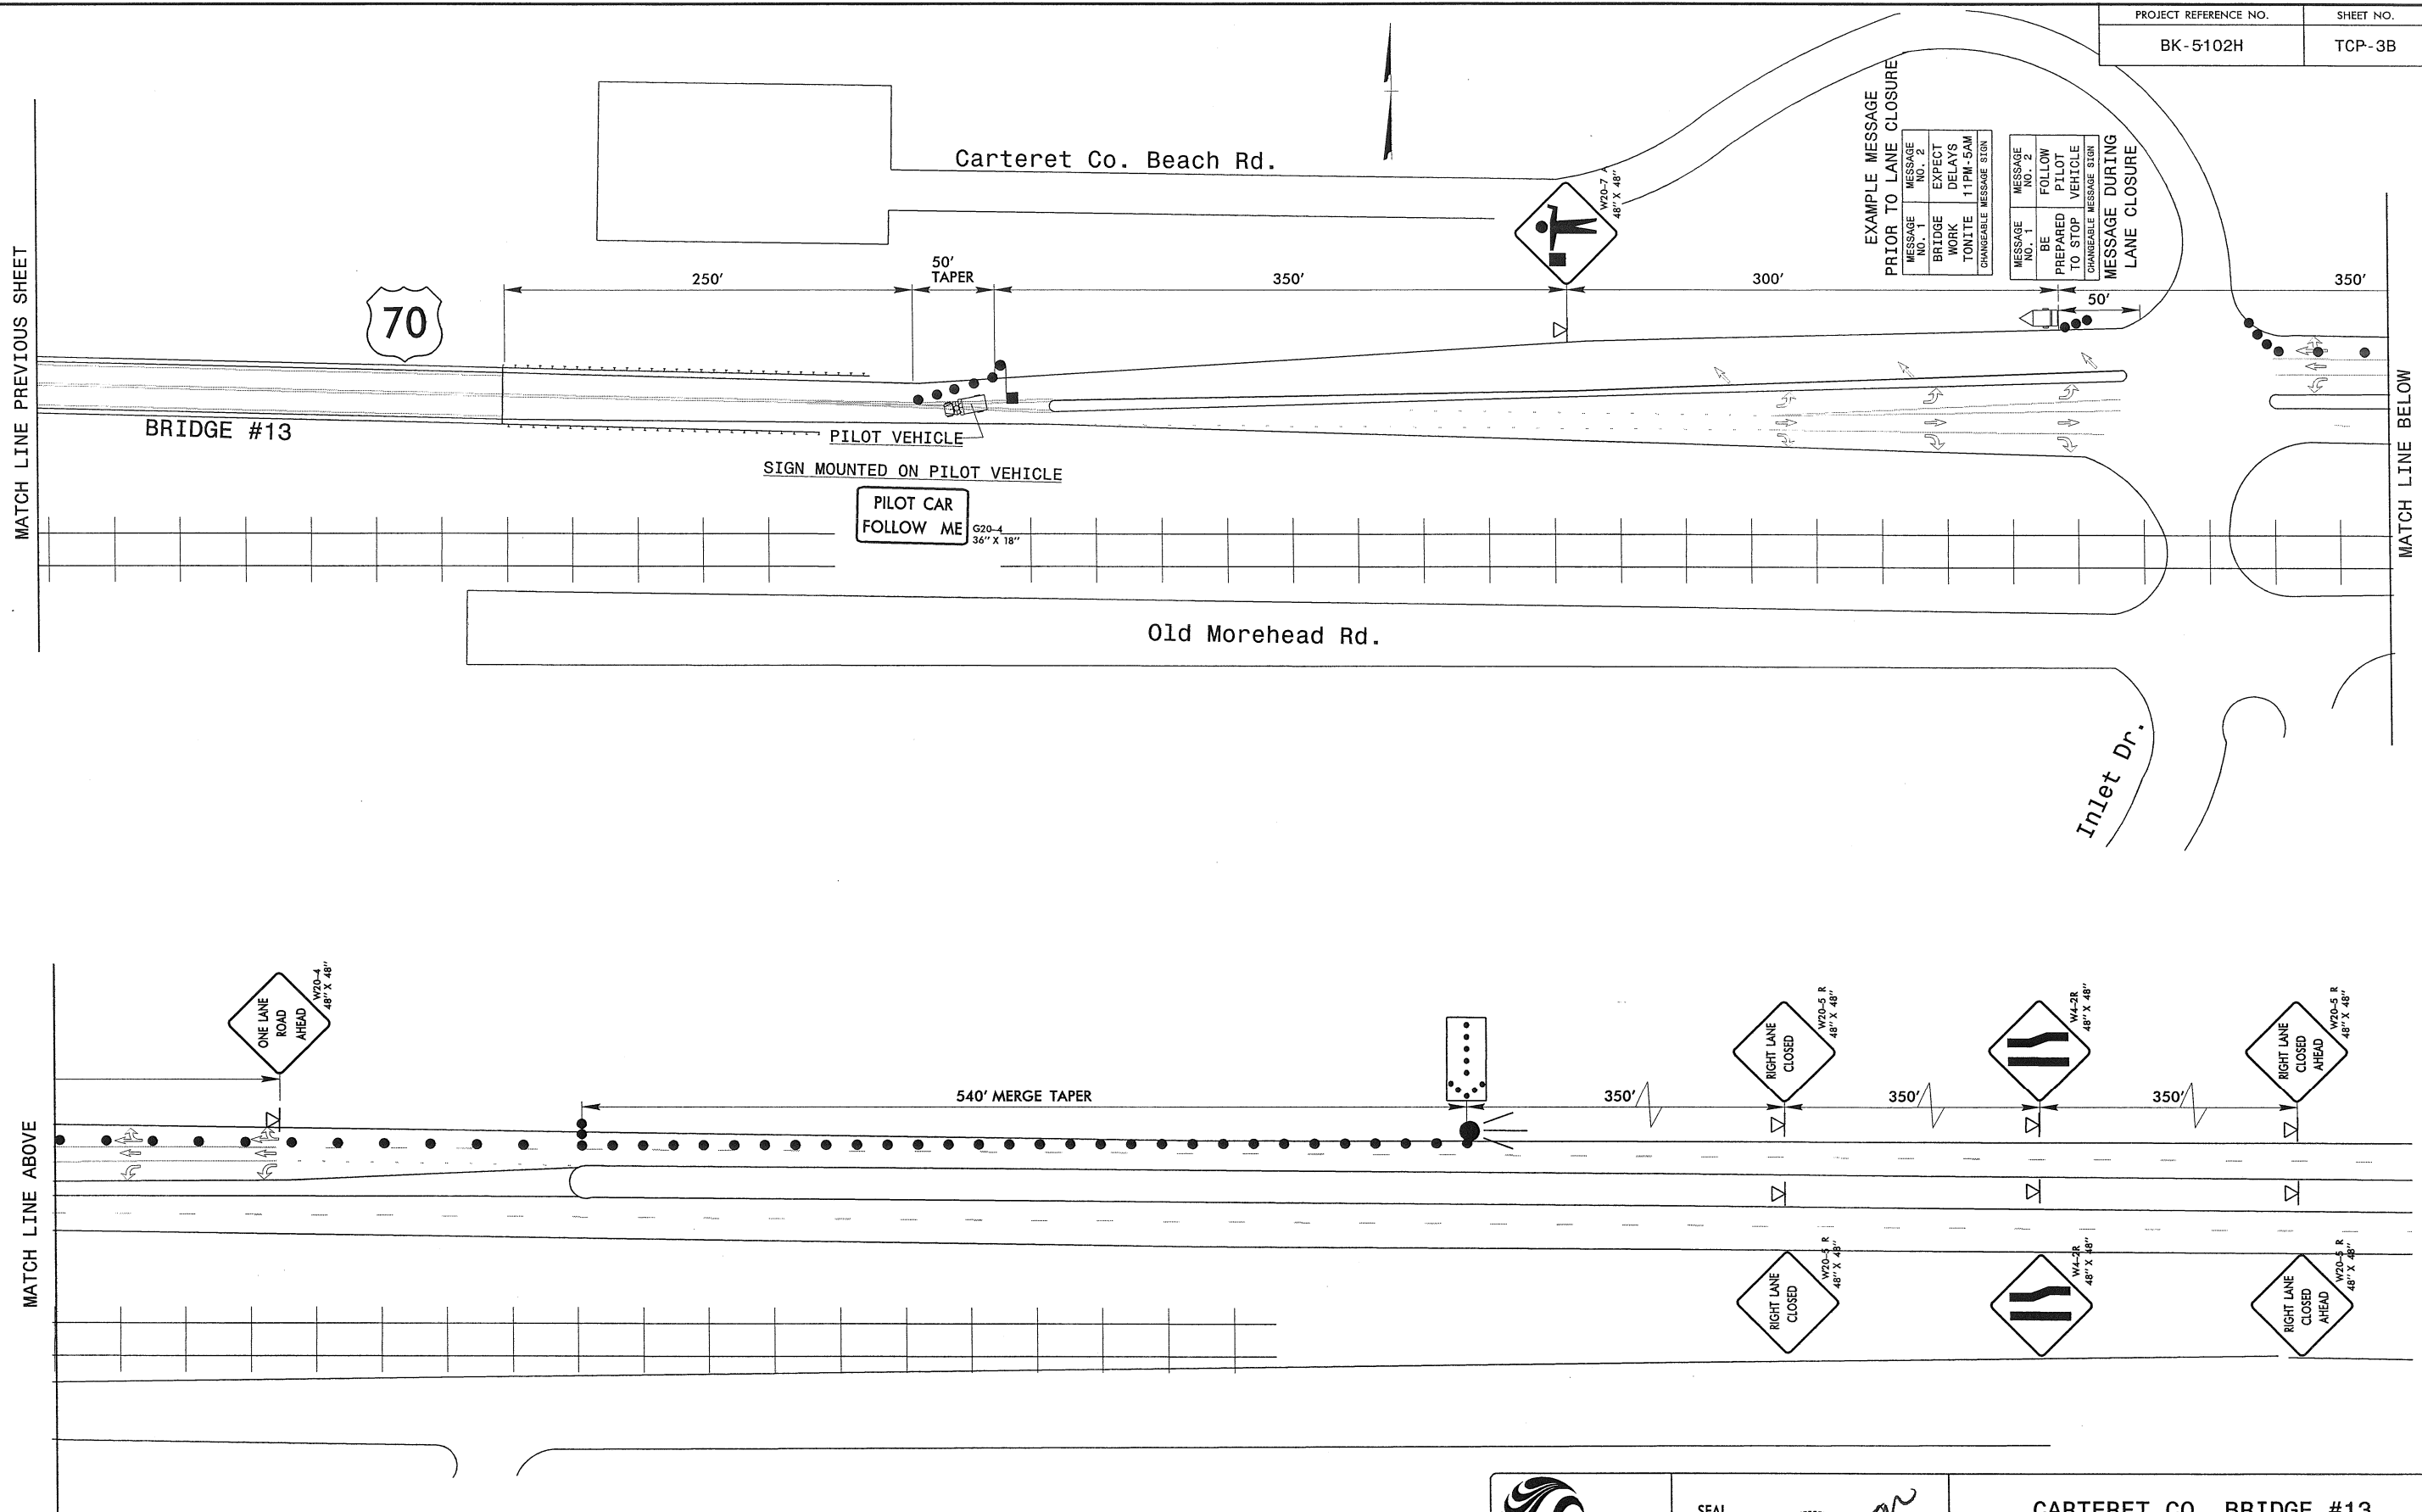 PROJECT REFERENCE NO.
SHEET NO.
BK-5102H
TCP-3B
MATCH LINE PREVIOUS SHEET
Carteret Co. Beach Rd.
W20-7 A
48" X 48"
EXAMPLE MESSAGE
PRIOR TO LANE CLOSURE
MESSAGE NO. 1
MESSAGE NO. 2
BRIDGE WORK TONITE
EXPECT DELAYS 11PM-5AM
CHANGEABLE MESSAGE SIGN
MESSAGE NO. 1
MESSAGE NO. 2
BE PREPARED TO STOP
FOLLOW PILOT VEHICLE
CHANGEABLE MESSAGE SIGN
MESSAGE DURING
LANE CLOSURE
250'
50'
TAPER
350'
300'
350'
50'
70
BRIDGE #13
PILOT VEHICLE
SIGN MOUNTED ON PILOT VEHICLE
PILOT CAR
FOLLOW ME
G20-4
36" X 18"
MATCH LINE BELOW
Old Morehead Rd.
Inlet Dr.
MATCH LINE ABOVE
ONE LANE
ROAD
AHEAD
W20-4
48" X 48"
540' MERGE TAPER
350'
350'
350'
RIGHT LANE
CLOSED
W20-5 R
48" X 48"
W4-2R
48" X 48"
RIGHT LANE
CLOSED
AHEAD
W20-5 R
48" X 48"
RIGHT LANE
CLOSED
W20-5 R
48" X 48"
W4-2R
48" X 48"
RIGHT LANE
CLOSED
AHEAD
W20-5 R
48" X 48"
SEAL
CARTERET CO. BRIDGE #13